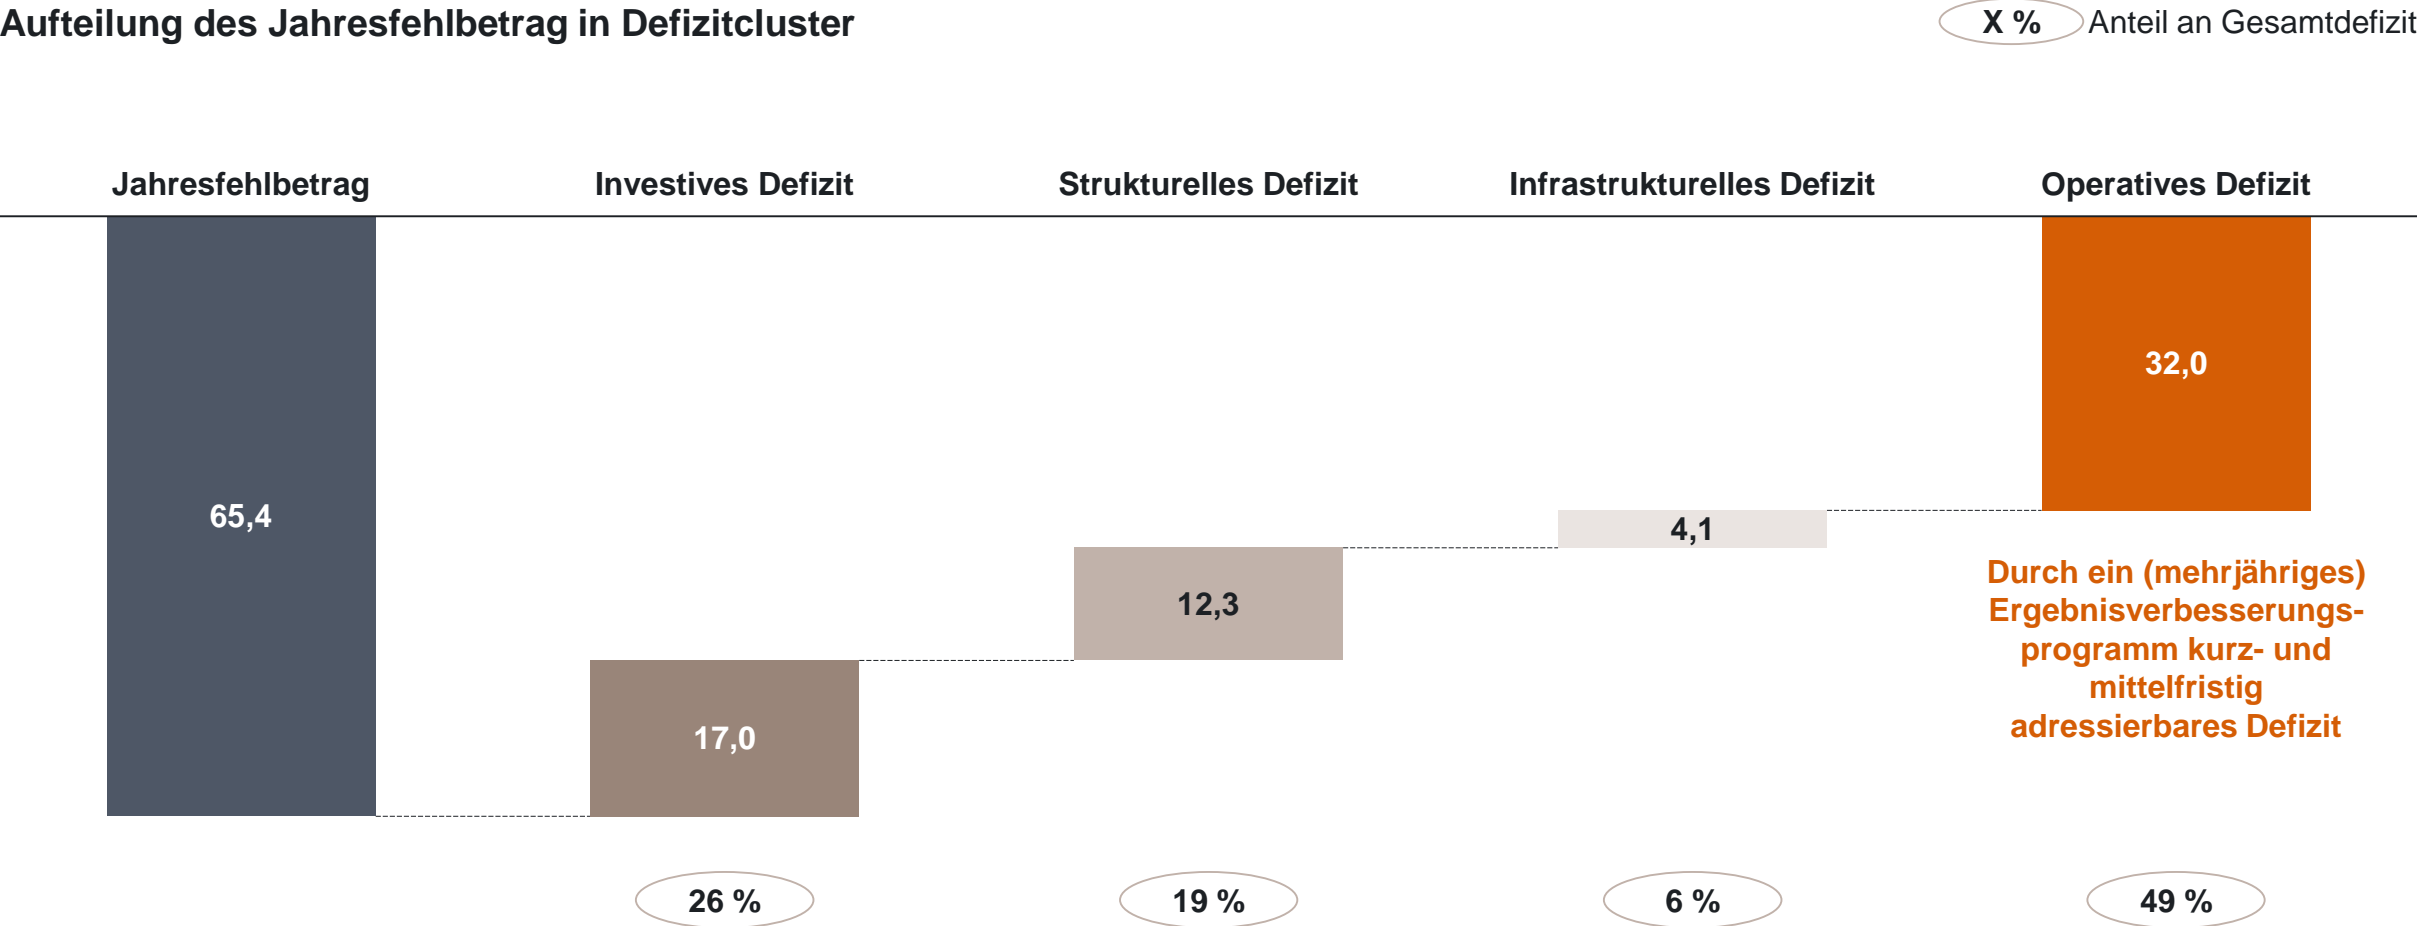 Aufteilung des Jahresfehlbetrag in Defizitcluster
X % Anteil an Gesamtdefizit
Jahresfehlbetrag
Investives Defizit
Strukturelles Defizit
Infrastrukturelles Defizit
Operatives Defizit
65,4
17,0
12,3
4,1
32,0
Durch ein (mehrjähriges)
Ergebnisverbesserungs-
programm kurz- und
mittelfristig
adressierbares Defizit
26 %
19 %
6 %
49 %